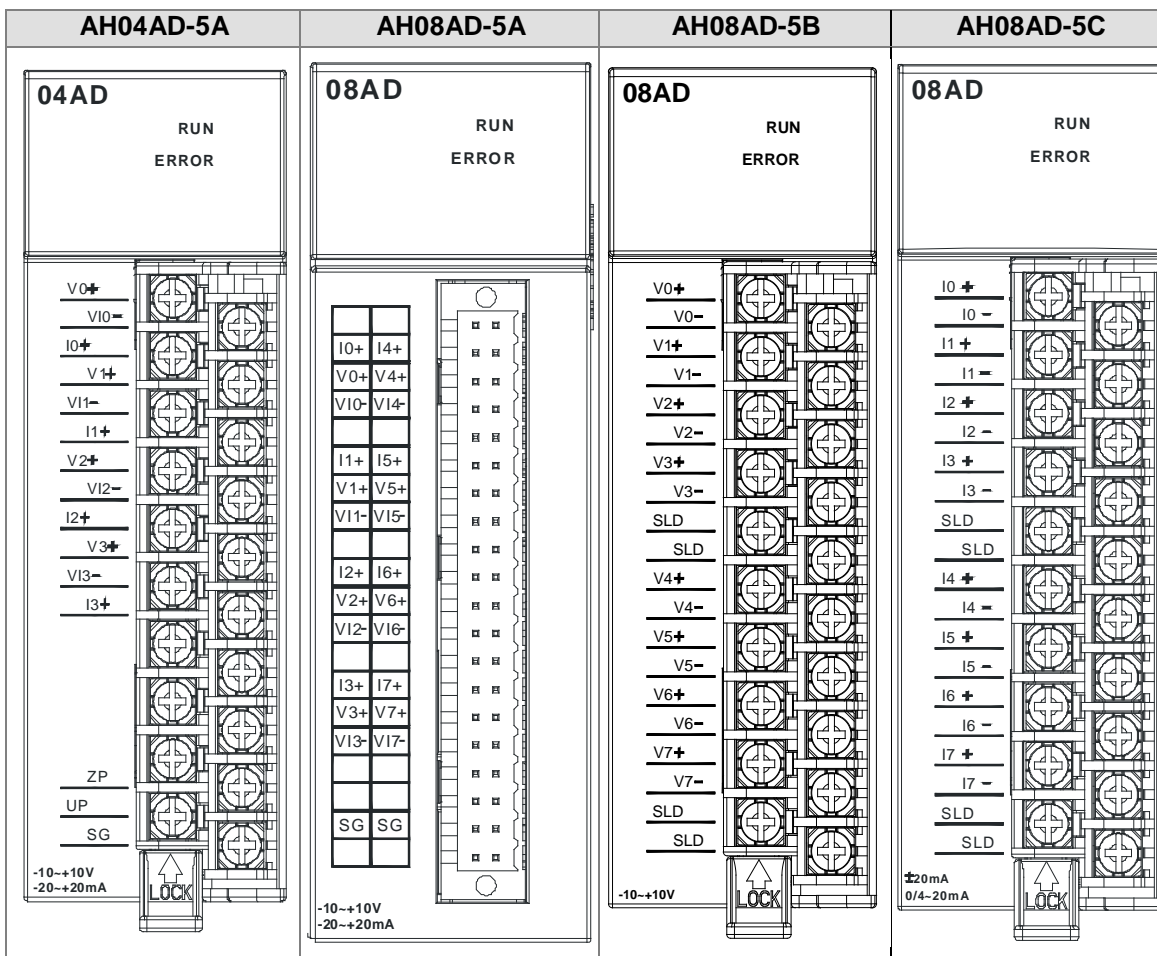 AH04AD-5A AH08AD-5A AH08AD-5B AH08AD-5C
04AD
RUN
ERROR
V0+
VI0-
I0+
V1+
VI1-
I1+
V2+
VI2-
I2+
V3+
VI3-
I3+
ZP
UP
SG
-10~+10V
-20~+20mA
LOCK
08AD
RUN
ERROR
I0+ I4+
V0+ V4+
VI0- VI4-
I1+ I5+
V1+ V5+
VI1- VI5-
I2+ I6+
V2+ V6+
VI2- VI6-
I3+ I7+
V3+ V7+
VI3- VI7-
SG SG
-10~+10V
-20~+20mA
08AD
RUN
ERROR
V0+
V0-
V1+
V1-
V2+
V2-
V3+
V3-
SLD
SLD
V4+
V4-
V5+
V5-
V6+
V6-
V7+
V7-
SLD
SLD
-10~+10V
LOCK
08AD
RUN
ERROR
I0 +
I0 -
I1 +
I1 -
I2 +
I2 -
I3 +
I3 -
SLD
SLD
I4 +
I4 -
I5 +
I5 -
I6 +
I6 -
I7 +
I7 -
SLD
SLD
±20mA
0/4~20mA
LOCK